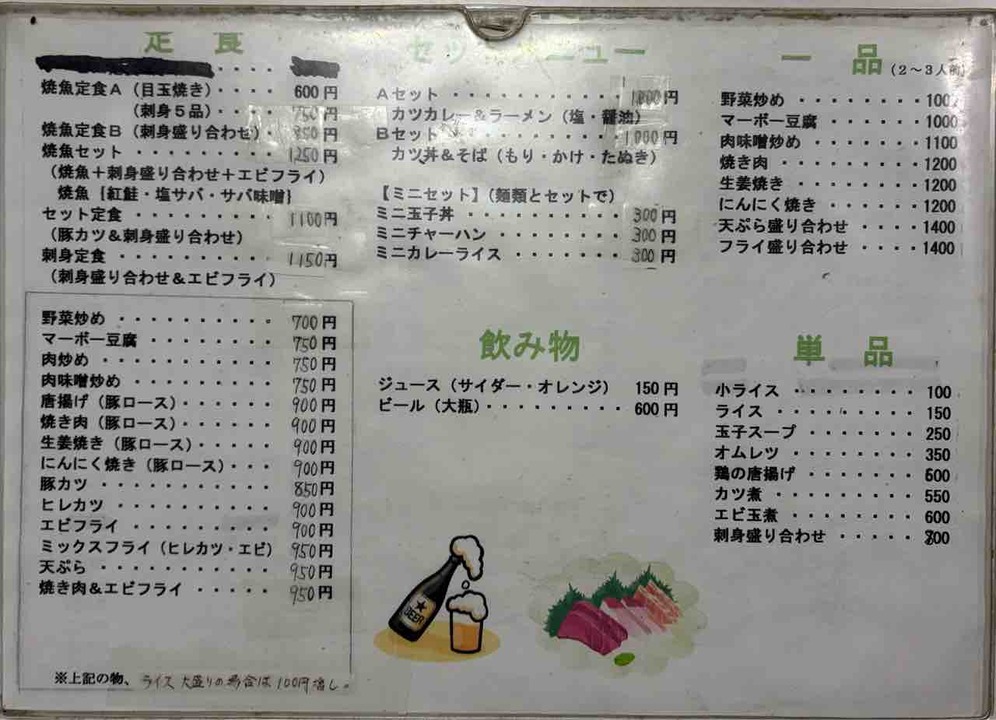 定食
焼魚定食A（目玉焼き）・・・・ 600円
（刺身5品）・・・・ 750円
焼魚定食B（刺身盛り合わせ）・ 850円
焼魚セット ・・・・・・・・・ 1250円
（焼魚＋刺身盛り合わせ＋エビフライ）
焼魚｛紅鮭・塩サバ・サバ味噌｝
セット定食 ・・・・・・・・・ 1100円
（豚カツ＆刺身盛り合わせ）
刺身定食 ・・・・・・・・・・ 1150円
（刺身盛り合わせ＆エビフライ）
野菜炒め ・・・・・・・・・・ 700円
マーボー豆腐 ・・・・・・・・ 750円
肉炒め ・・・・・・・・・・・ 750円
肉味噌炒め ・・・・・・・・・ 750円
唐揚げ（豚ロース）・・・・・・ 900円
焼き肉（豚ロース）・・・・・・ 900円
生姜焼き（豚ロース）・・・・・ 900円
にんにく焼き（豚ロース）・・・ 900円
豚カツ ・・・・・・・・・・・ 850円
ヒレカツ ・・・・・・・・・・ 900円
エビフライ ・・・・・・・・・ 900円
ミックスフライ（ヒレカツ・エビ） 950円
天ぷら ・・・・・・・・・・・ 950円
焼き肉＆エビフライ ・・・・・ 950円
※上記の物、ライス大盛りの場合は100円増し。
セットメニュー
Aセット ・・・・・・・・・・ 1000円
カツカレー＆ラーメン（塩・醤油）
Bセット ・・・・・・・・・・ 1000円
カツ丼＆そば（もり・かけ・たぬき）
【ミニセット】（麺類とセットで）
ミニ玉子丼 ・・・・・・・・・ 300円
ミニチャーハン ・・・・・・・ 300円
ミニカレーライス ・・・・・・ 300円
飲み物
ジュース（サイダー・オレンジ） 150円
ビール（大瓶）・・・・・・・・ 600円
BEER
一品（2～3人前）
野菜炒め ・・・・・・・・・
マーボー豆腐 ・・・・・・・ 1000
肉味噌炒め ・・・・・・・・ 1100
焼き肉 ・・・・・・・・・・ 1200
生姜焼き ・・・・・・・・・ 1200
にんにく焼き ・・・・・・・ 1200
天ぷら盛り合わせ ・・・・・ 1400
フライ盛り合わせ ・・・・・ 1400
単品
小ライス ・・・・・・・・ 100
ライス ・・・・・・・・・ 150
玉子スープ ・・・・・・・ 250
オムレツ ・・・・・・・・ 350
鶏の唐揚げ ・・・・・・・ 500
カツ煮 ・・・・・・・・・ 550
エビ玉煮 ・・・・・・・・ 600
刺身盛り合わせ ・・・・・